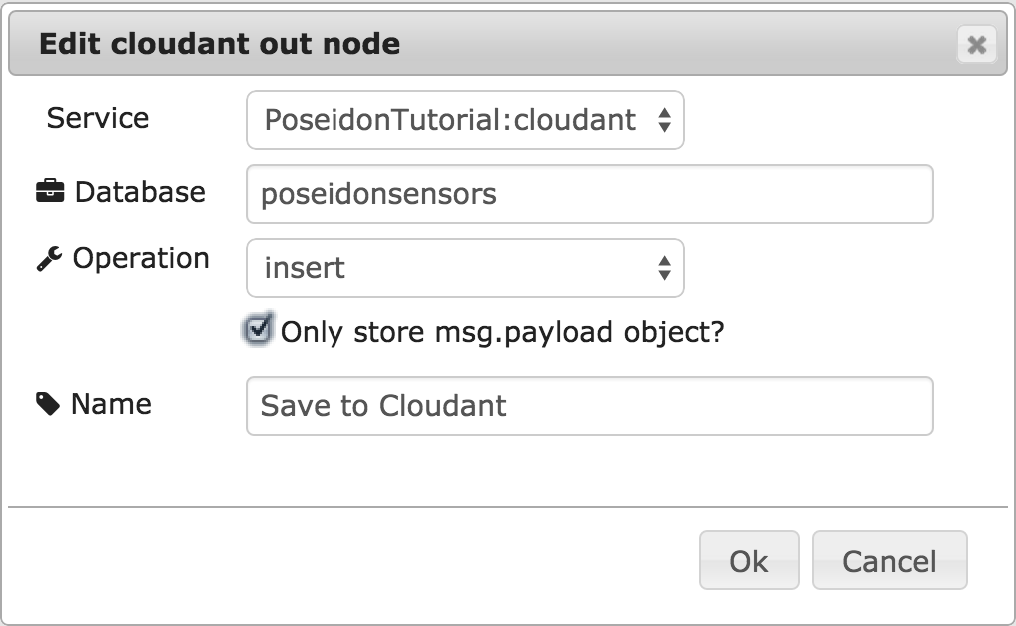 Edit cloudant out node
Service PoseidonTutorial:cloudant
Database poseidonsensors
Operation insert
Only store msg.payload object?
Name Save to Cloudant
Ok Cancel